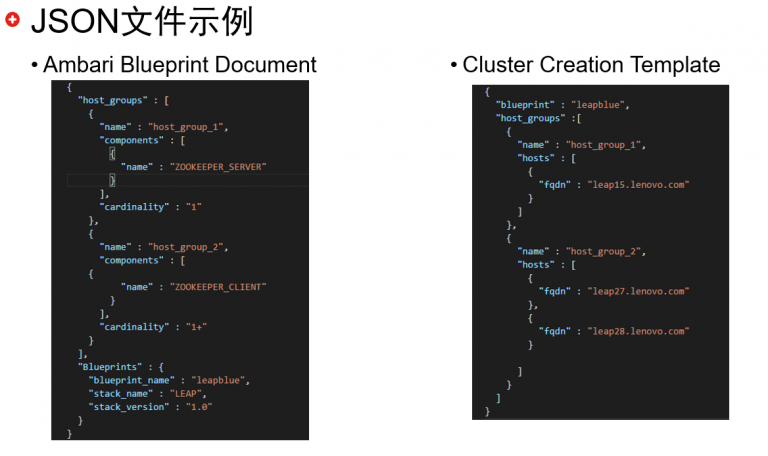 JSON文件示例
• Ambari Blueprint Document
{
  "host_groups" : [
    {
      "name" : "host_group_1",
      "components" : [
        {
          "name" : "ZOOKEEPER_SERVER"
        }
      ],
      "cardinality" : "1"
    },
    {
      "name" : "host_group_2",
      "components" : [
    {
          "name" : "ZOOKEEPER_CLIENT"
        }
      ],
      "cardinality" : "1+"
    }
  ],
  "Blueprints" : {
    "blueprint_name" : "leapblue",
    "stack_name" : "LEAP",
    "stack_version" : "1.0"
  }
}
• Cluster Creation Template
{
  "blueprint" : "leapblue",
  "host_groups" :[
    {
      "name" : "host_group_1",
      "hosts" : [
        {
          "fqdn" : "leap15.lenovo.com"
        }
      ]
    },
    {
      "name" : "host_group_2",
      "hosts" : [
        {
          "fqdn" : "leap27.lenovo.com"
        },
        {
          "fqdn" : "leap28.lenovo.com"
        }
      ]
    }
  ]
}